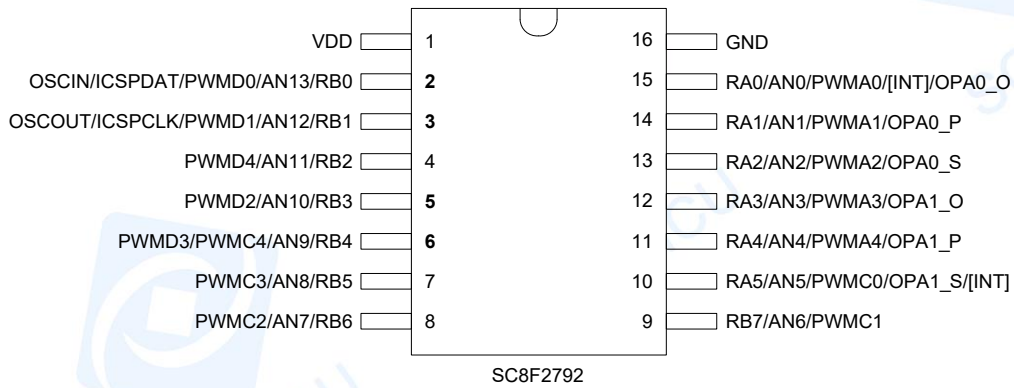 VDD 1 16 GND
OSCIN/ICSPDAT/PWMD0/AN13/RB0 2 15 RA0/AN0/PWMA0/[INT]/OPA0_O
OSCOUT/ICSPCLK/PWMD1/AN12/RB1 3 14 RA1/AN1/PWMA1/OPA0_P
PWMD4/AN11/RB2 4 13 RA2/AN2/PWMA2/OPA0_S
PWMD2/AN10/RB3 5 12 RA3/AN3/PWMA3/OPA1_O
PWMD3/PWMC4/AN9/RB4 6 11 RA4/AN4/PWMA4/OPA1_P
PWMC3/AN8/RB5 7 10 RA5/AN5/PWMC0/OPA1_S/[INT]
PWMC2/AN7/RB6 8 9 RB7/AN6/PWMC1
SC8F2792